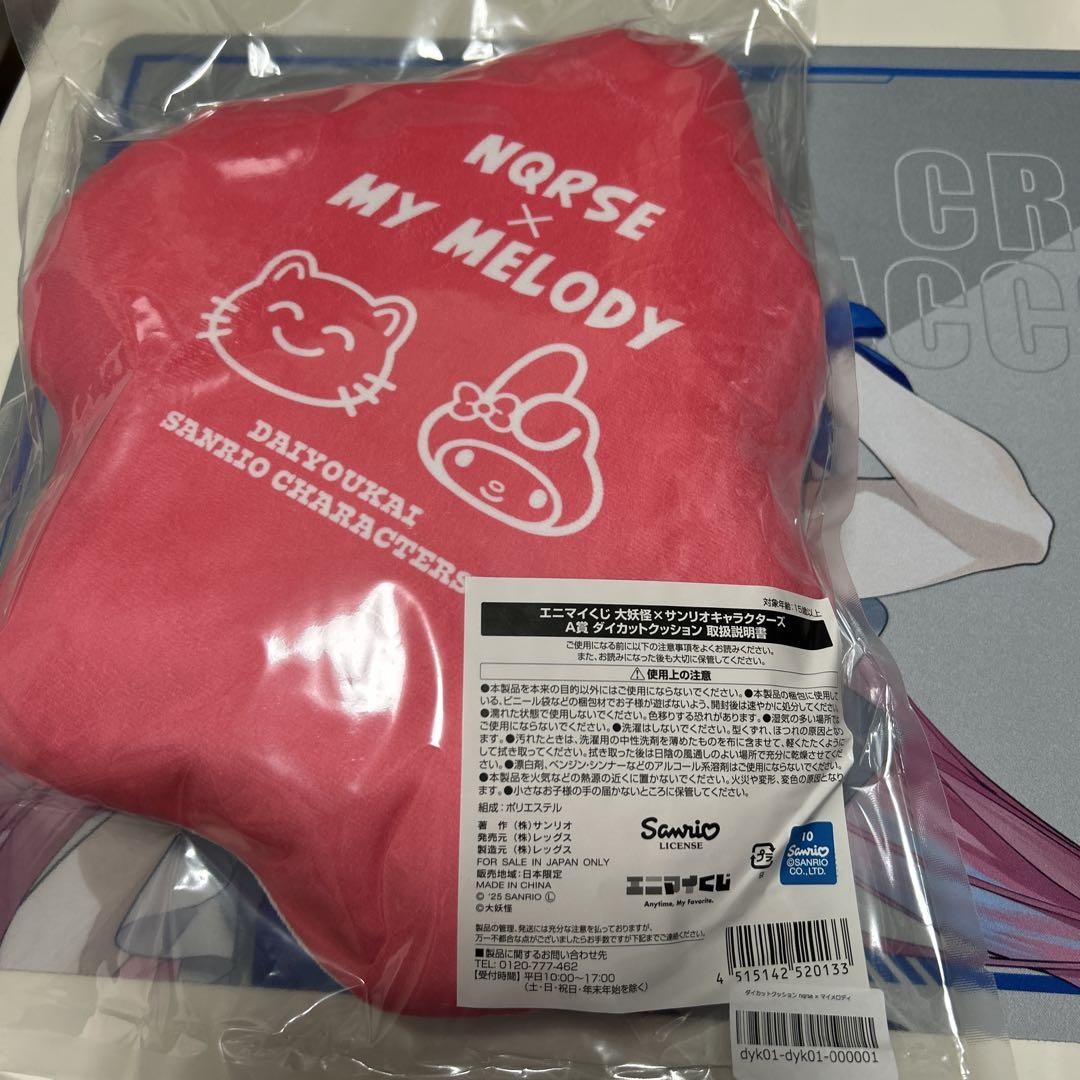 NQRSE
×
MY MELODY
DAIYOUKAI
SANRIO CHARACTERS
CR
ACC
対象年齢:15歳以上
エニマイくじ 大妖怪×サンリオキャラクターズ
A賞 ダイカットクッション 取扱説明書
ご使用になる前に以下の注意事項をよくお読みください。
また、お読みになった後も大切に保管してください。
⚠使用上の注意
●本製品を本来の目的以外にはご使用にならないでください。●本製品の梱包に使用して
いる、ビニール袋などの梱包材でお子様が遊ばないよう、開封後は速やかに処分してください。
●濡れた状態で使用しないでください。色移りする恐れがあります。●湿気の多い場所では
ご使用にならないでください。●洗濯はしないでください。型くずれ、ほつれの原因となり
ます。●汚れたときは、洗濯用の中性洗剤を薄めたものを布に含ませて、軽くたたくように
して拭き取ってください。拭き取った後は日陰の風通しのよい場所で充分に乾燥させてくださ
い。●漂白剤、ベンジン・シンナーなどのアルコール系溶剤はご使用にならないでください。
●本製品を火気などの熱源の近くに置かないでください。火災や変形、変色の原因となり
ます。●小さなお子様の手の届かないところに保管してください。
組成:ポリエステル
著 作 (株)サンリオ
発売元 (株)レッグス
製造元 (株)レッグス
FOR SALE IN JAPAN ONLY
販売地域:日本限定
MADE IN CHINA
© '25 SANRIO Ⓛ
©大妖怪
Sanrio
LICENSE
エニマイくじ
Anytime, My Favorite.
プラ
10
Sanrio
©SANRIO
CO., LTD.
製品の管理、発送には充分な注意を払っておりますが、
万一不都合な点がございましたらお手数ですが下記までご連絡ください。
■製品に関するお問い合わせ先
TEL: 0120-777-462
【受付時間】平日10:00〜17:00
(土・日・祝日・年末年始を除く)
4 515142 520133
ダイカットクッション nqrse × マイメロディ
dyk01-dyk01-000001